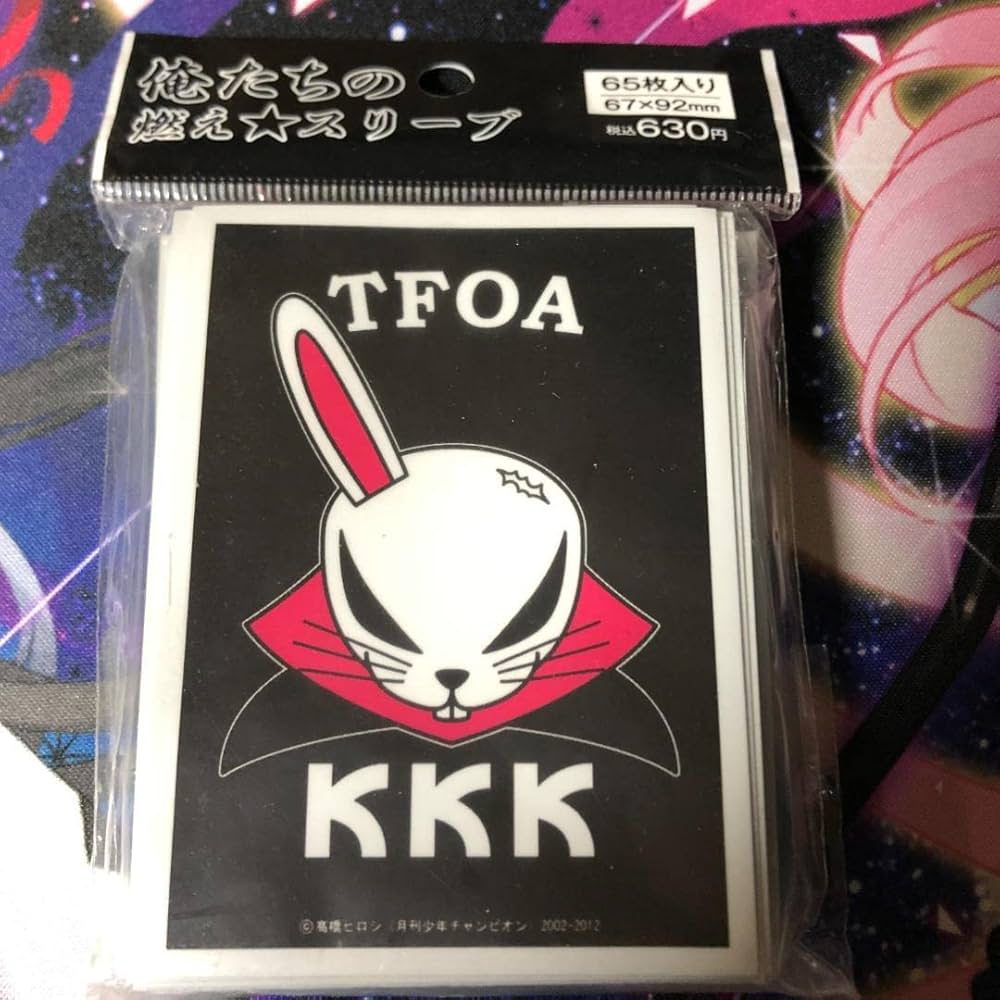 俺たちの
燃え☆スリーブ
65枚入り
67×92mm
税込630円
TFOA
KKK
©高橋ヒロシ（月刊少年チャンピオン）2002-2012